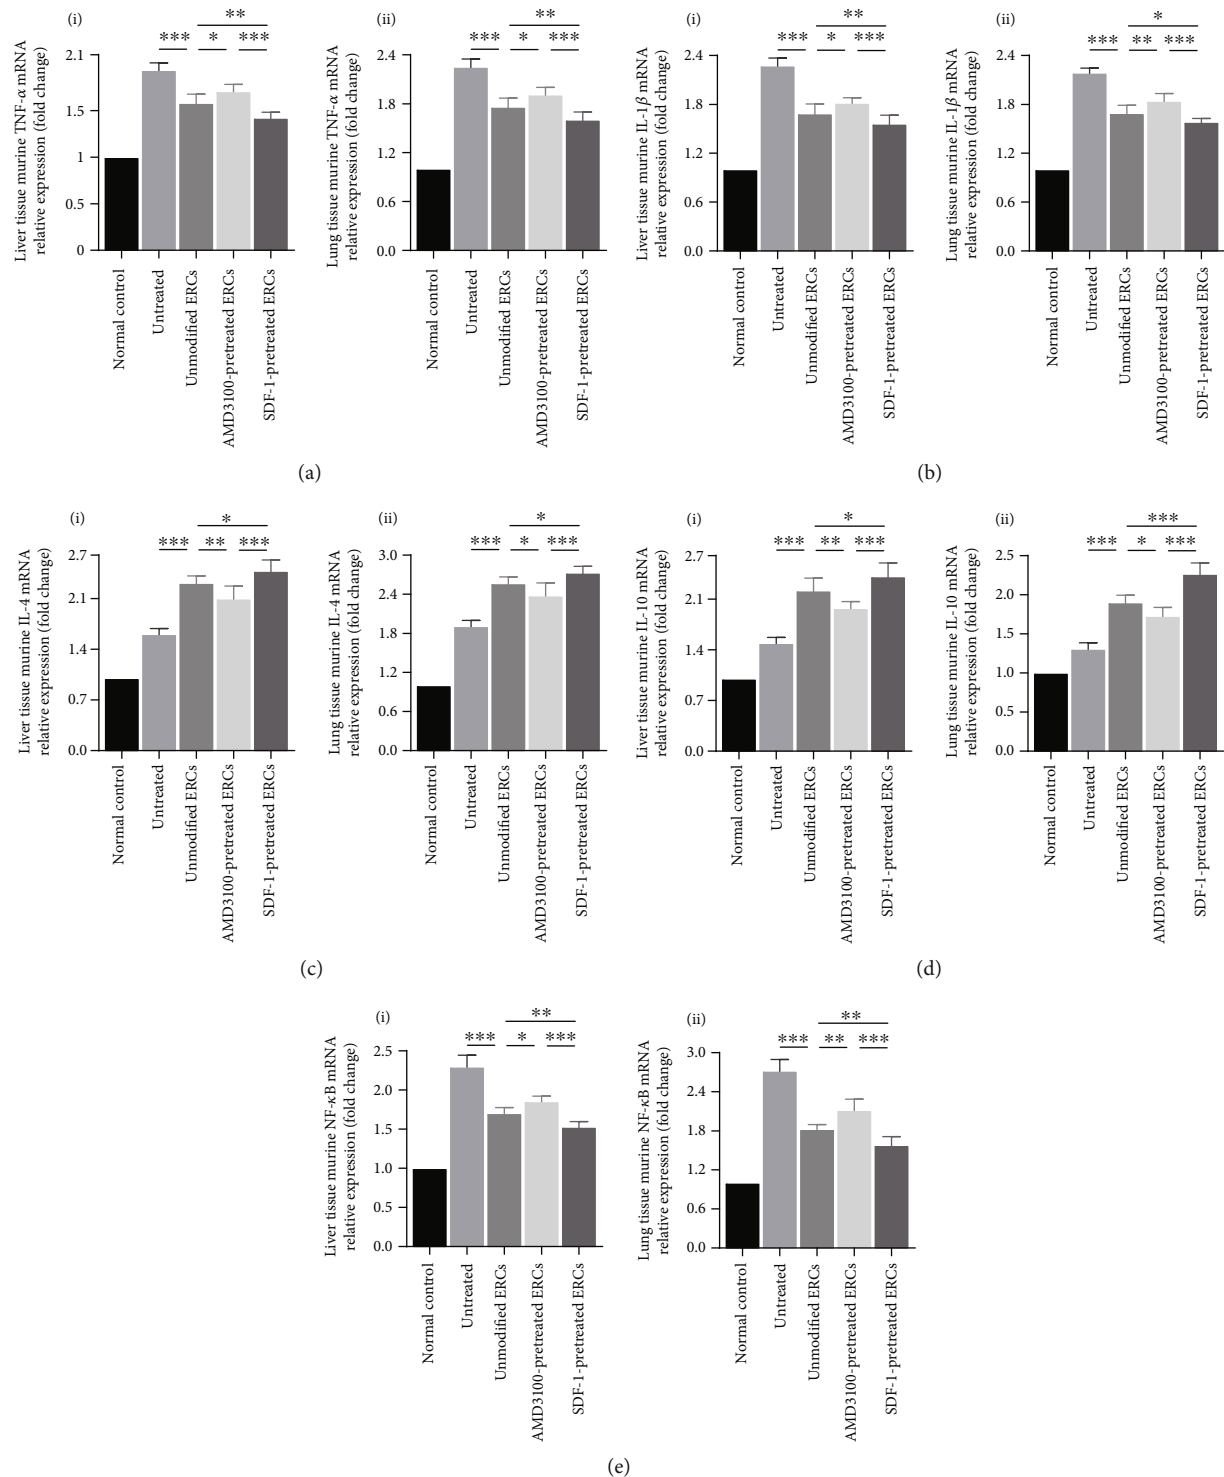 (i)
**
*** * ***
Liver tissue murine TNF-α mRNA
relative expression (fold change)
2.1
1.5
1
0.5
0
Normal control
Untreated
Unmodified ERCs
AMD3100-pretreated ERCs
SDF-1-pretreated ERCs
(ii)
**
*** * ***
Lung tissue murine TNF-α mRNA
relative expression (fold change)
2.4
1.8
1.2
0.6
0.0
Normal control
Untreated
Unmodified ERCs
AMD3100-pretreated ERCs
SDF-1-pretreated ERCs
(a)
(i)
**
*** * ***
Liver tissue murine IL-1β mRNA
relative expression (fold change)
2.4
1.8
1.2
0.6
0.0
Normal control
Untreated
Unmodified ERCs
AMD3100-pretreated ERCs
SDF-1-pretreated ERCs
(ii)
*
*** ** ***
Lung tissue murine IL-1β mRNA
relative expression (fold change)
2.4
1.8
1.2
0.6
0.0
Normal control
Untreated
Unmodified ERCs
AMD3100-pretreated ERCs
SDF-1-pretreated ERCs
(b)
(i)
*
*** ** ***
Liver tissue murine IL-4 mRNA
relative expression (fold change)
2.7
2.1
1.4
0.7
0.0
Normal control
Untreated
Unmodified ERCs
AMD3100-pretreated ERCs
SDF-1-pretreated ERCs
(ii)
*
*** * ***
Lung tissue murine IL-4 mRNA
relative expression (fold change)
3.0
2.4
1.8
1.2
0.6
0.0
Normal control
Untreated
Unmodified ERCs
AMD3100-pretreated ERCs
SDF-1-pretreated ERCs
(c)
(i)
*
*** ** ***
Liver tissue murine IL-10 mRNA
relative expression (fold change)
2.7
2.1
1.4
0.7
0.0
Normal control
Untreated
Unmodified ERCs
AMD3100-pretreated ERCs
SDF-1-pretreated ERCs
(ii)
***
*** * ***
Lung tissue murine IL-10 mRNA
relative expression (fold change)
2.5
2.0
1.5
1.0
0.5
0.0
Normal control
Untreated
Unmodified ERCs
AMD3100-pretreated ERCs
SDF-1-pretreated ERCs
(d)
(i)
**
*** * ***
Liver tissue murine NF-κB mRNA
relative expression (fold change)
2.5
2.0
1.5
1.0
0.5
0.0
Normal control
Untreated
Unmodified ERCs
AMD3100-pretreated ERCs
SDF-1-pretreated ERCs
(ii)
**
*** ** ***
Lung tissue murine NF-κB mRNA
relative expression (fold change)
3.0
2.4
1.8
1.2
0.6
0.0
Normal control
Untreated
Unmodified ERCs
AMD3100-pretreated ERCs
SDF-1-pretreated ERCs
(e)